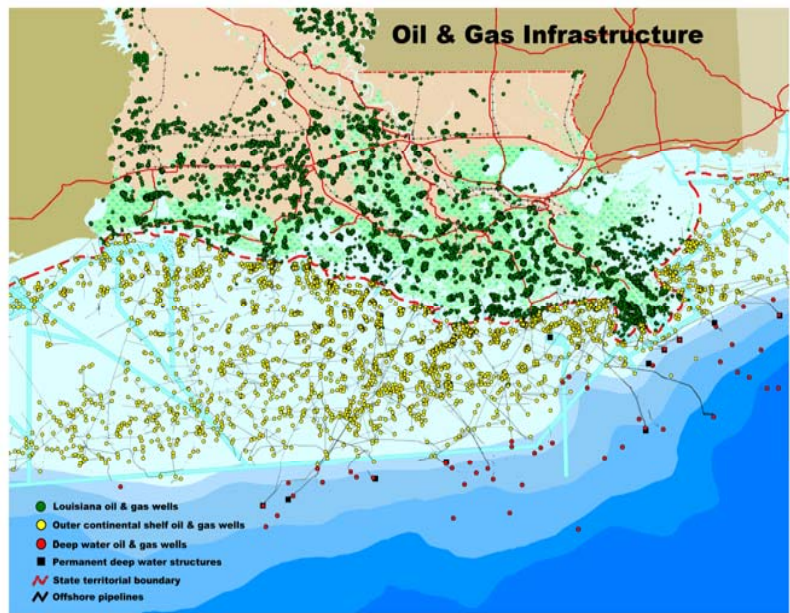 Oil & Gas Infrastructure
Louisiana oil & gas wells
Outer continental shelf oil & gas wells
Deep water oil & gas wells
Permanent deep water structures
State territorial boundary
Offshore pipelines